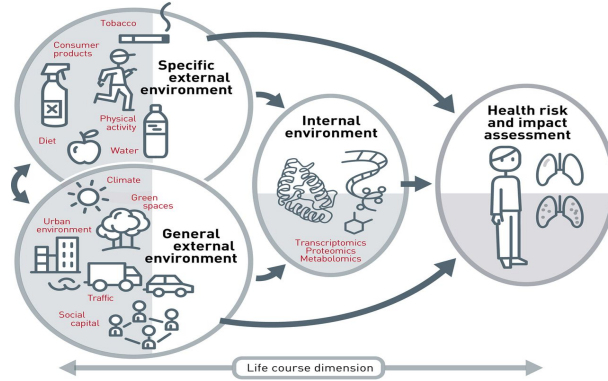 Tobacco
Consumer
products
Specific
external
environment
Physical
activity
Diet
Water
Climate
Green
spaces
Urban
environment
General
external
environment
Traffic
Social
capital
Internal
environment
Transcriptomics
Proteomics
Metabolomics
Health risk
and impact
assessment
Life course dimension